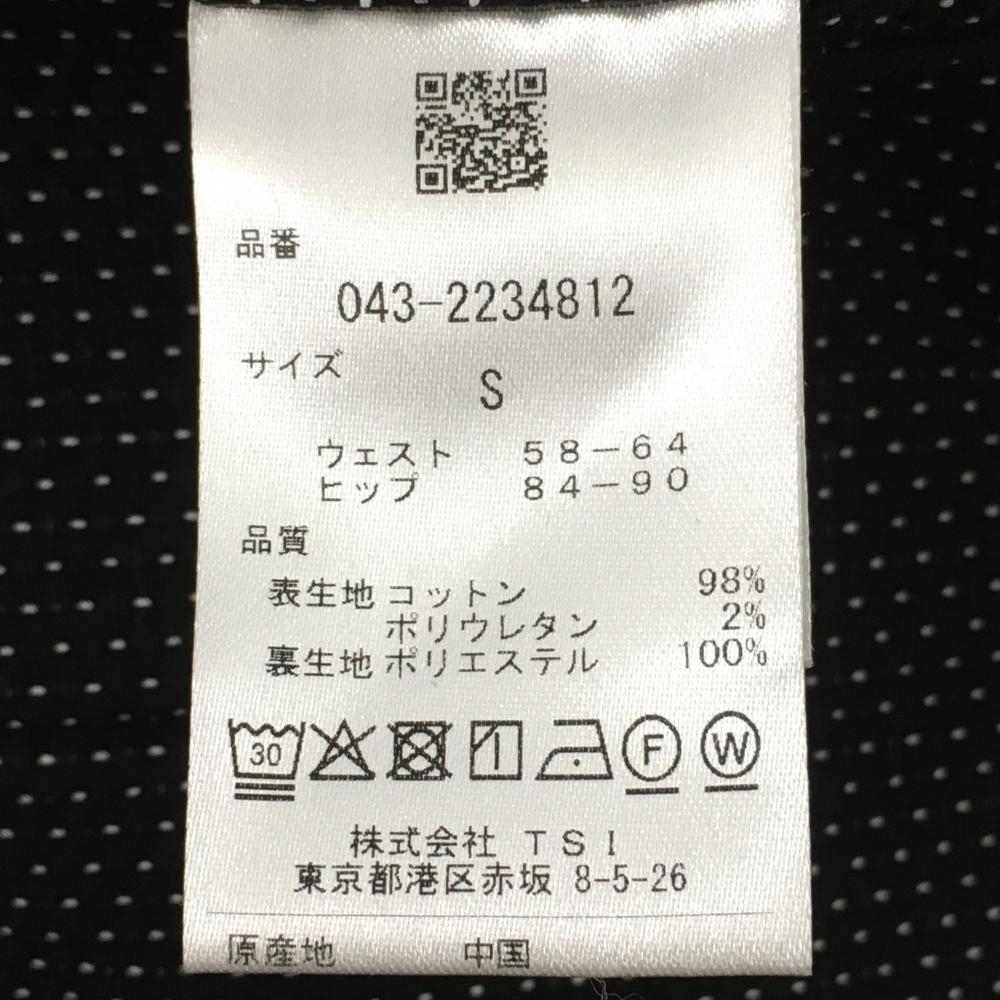 品番
043-2234812
サイズ
S
ウェスト 58-64
ヒップ 84-90
品質
表生地 コットン 98%
ポリウレタン 2%
裏生地 ポリエステル 100%
30 F W
株式会社 TSI
東京都港区赤坂 8-5-26
原産地 中国